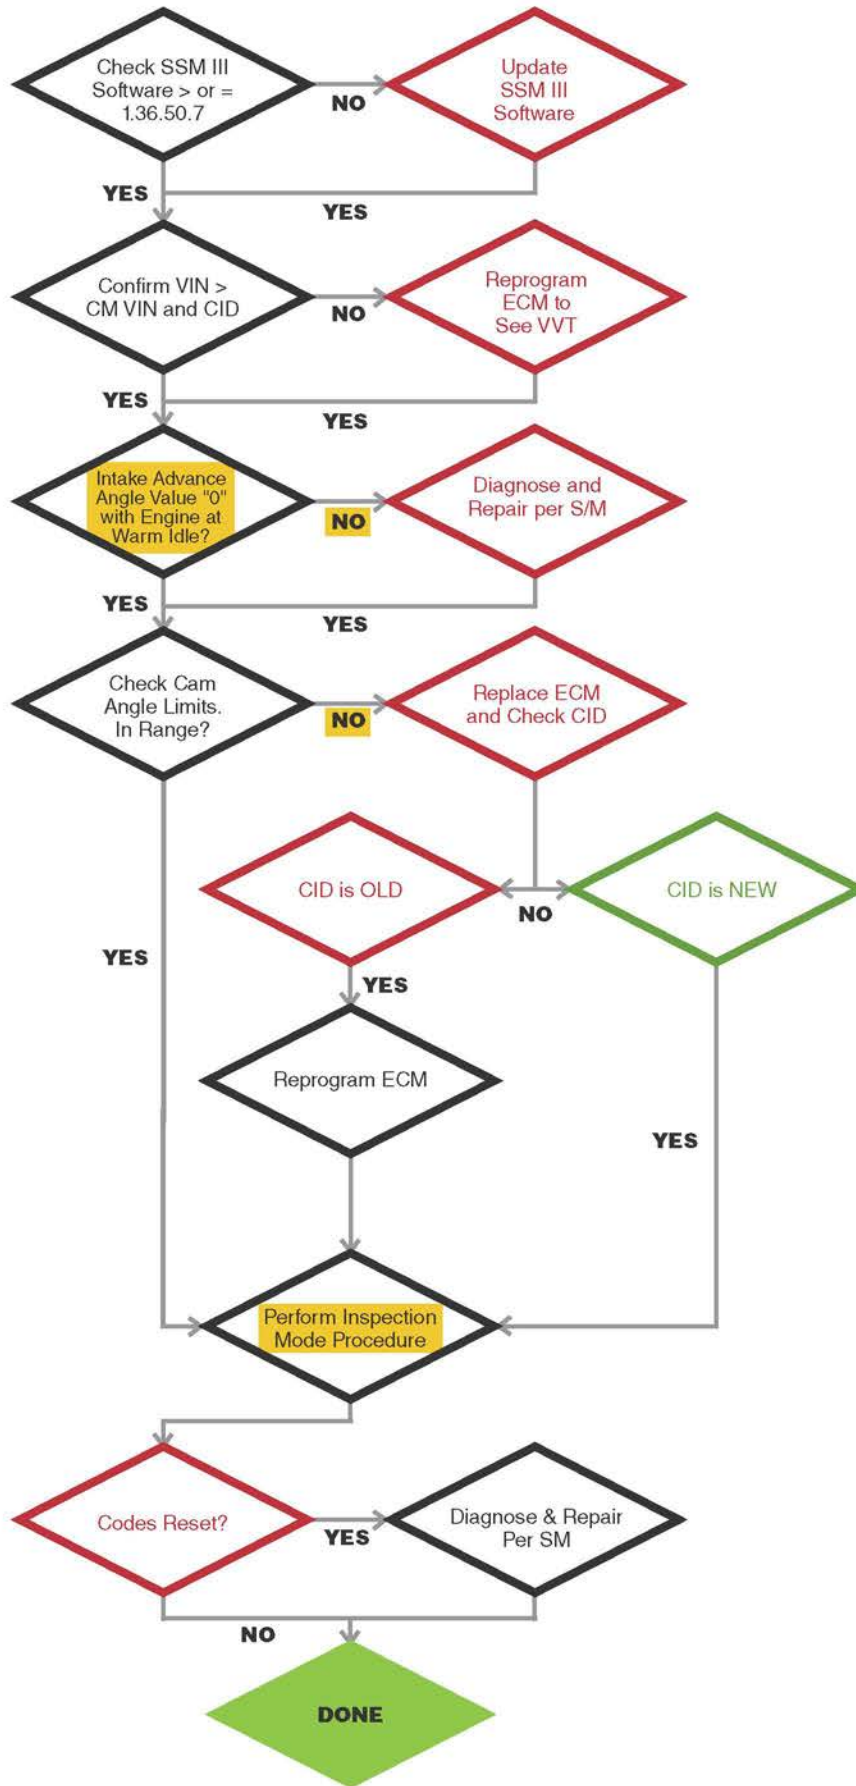 Check SSM III
Software > or =
1.36.50.7
NO
Update
SSM III
Software
YES
YES
Confirm VIN >
CM VIN and CID
NO
Reprogram
ECM to
See VVT
YES
YES
Intake Advance
Angle Value "0"
with Engine at
Warm Idle?
NO
Diagnose and
Repair per S/M
YES
YES
Check Cam
Angle Limits.
In Range?
NO
Replace ECM
and Check CID
CID is OLD
NO
CID is NEW
YES
YES
Reprogram ECM
YES
Perform Inspection
Mode Procedure
Codes Reset?
YES
Diagnose & Repair
Per SM
NO
DONE